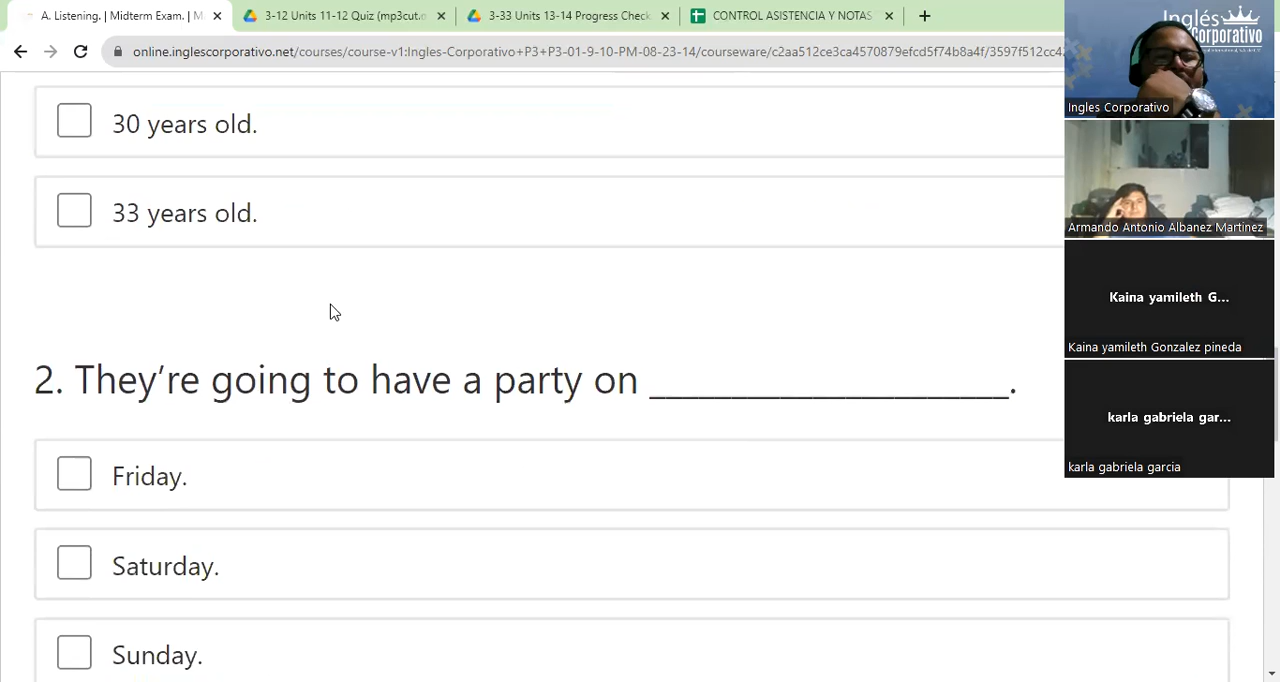 A. Listening. | Midterm Exam. | M
3-12 Units 11-12 Quiz (mp3cut.n
3-33 Units 13-14 Progress Check
CONTROL ASISTENCIA Y NOTAS
online.inglescorporativo.net/courses/course-v1:Ingles-Corporativo+P3+P3-01-9-10-PM-08-23-14/courseware/c2aa512ce3ca4570879efcd5f74b8a4f/3597f512cc4
Inglés
Corporativo
Ingles Corporativo
Armando Antonio Albanez Martinez
Kaina yamileth G...
Kaina yamileth Gonzalez pineda
karla gabriela gar...
karla gabriela garcia
30 years old.
33 years old.
2. They’re going to have a party on ______________________.
Friday.
Saturday.
Sunday.